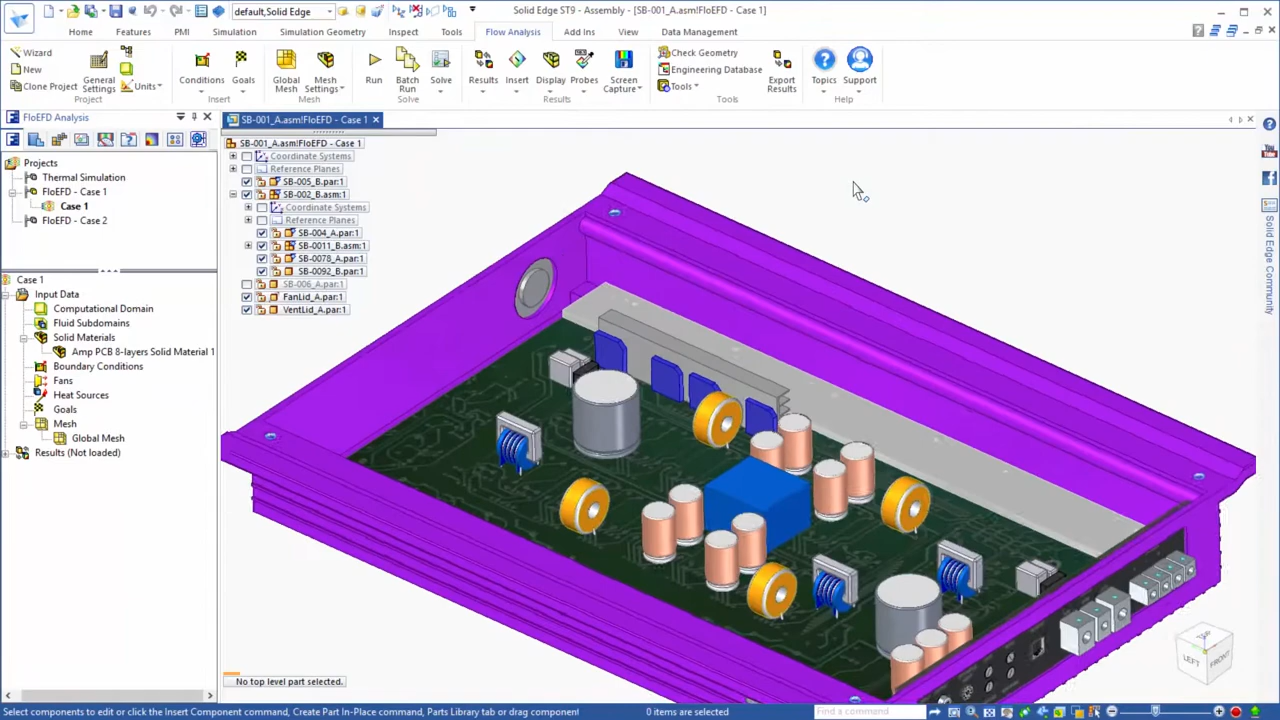 default,Solid Edge
Solid Edge ST9 - Assembly - [SB-001_A.asm!FloEFD - Case 1]
Home
Features
PMI
Simulation
Simulation Geometry
Inspect
Tools
Flow Analysis
Add Ins
View
Data Management
Wizard
New
Clone Project
General
Settings
Units
Project
Conditions
Goals
Insert
Global
Mesh
Mesh
Settings
Mesh
Run
Batch
Run
Solve
Solve
Results
Insert
Display
Probes
Screen
Capture
Results
Check Geometry
Engineering Database
Tools
Export
Results
Tools
Topics
Support
Help
FloEFD Analysis
SB-001_A.asm!FloEFD - Case 1
Projects
Thermal Simulation
FloEFD - Case 1
Case 1
FloEFD - Case 2
Case 1
Input Data
Computational Domain
Fluid Subdomains
Solid Materials
Amp PCB 8-layers Solid Material 1
Boundary Conditions
Fans
Heat Sources
Goals
Mesh
Global Mesh
Results (Not loaded)
SB-001_A.asm!FloEFD - Case 1
Coordinate Systems
Reference Planes
SB-005_B.par:1
SB-002_B.asm:1
Coordinate Systems
Reference Planes
SB-004_A.par:1
SB-0011_B.asm:1
SB-0078_A.par:1
SB-0092_B.par:1
SB-006_A.par:1
FanLid_A.par:1
VentLid_A.par:1
You
Tube
Solid Edge Community
TOP
LEFT
FRONT
No top level part selected.
Select components to edit or click the Insert Component command, Create Part In-Place command, Parts Library tab or drag component
0 items are selected
Find a command